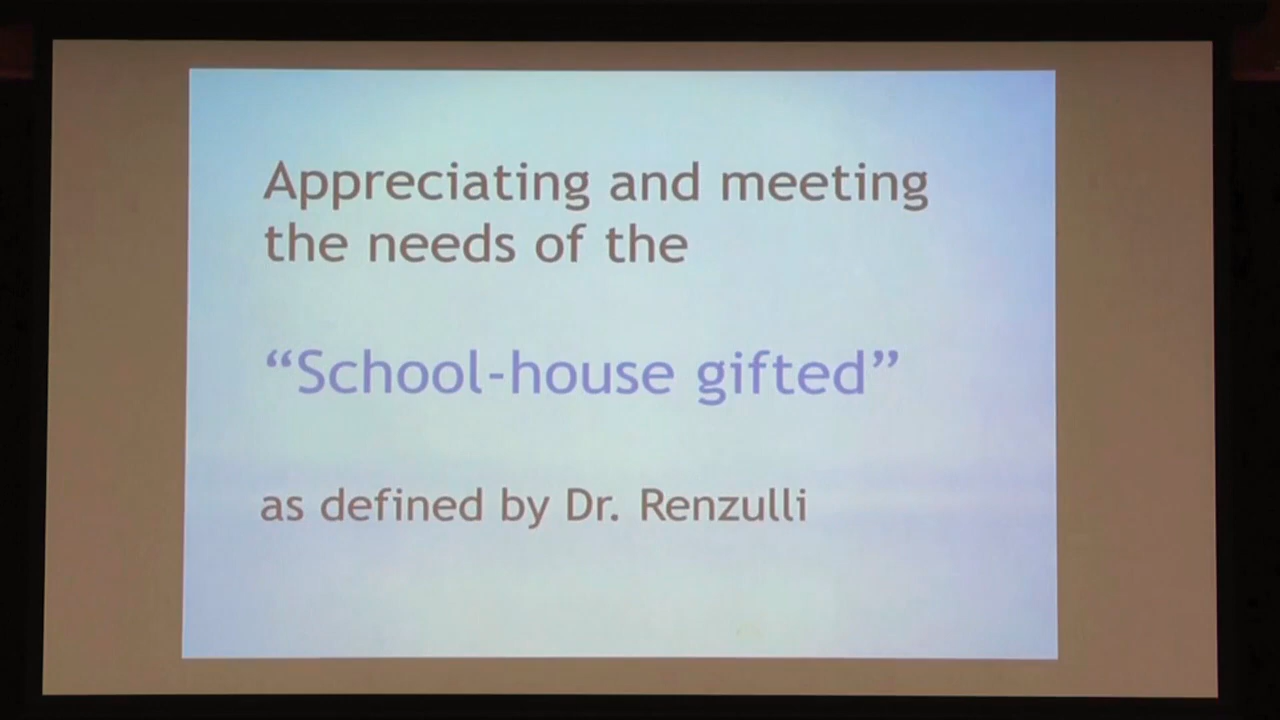 Appreciating and meeting
the needs of the
“School-house gifted”
as defined by Dr. Renzulli